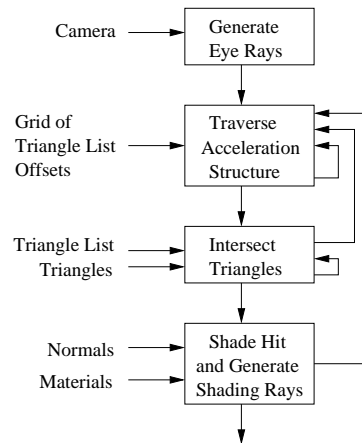 Camera
Generate
Eye Rays
Grid of
Triangle List
Offsets
Traverse
Acceleration
Structure
Triangle List
Triangles
Intersect
Triangles
Normals
Materials
Shade Hit
and Generate
Shading Rays